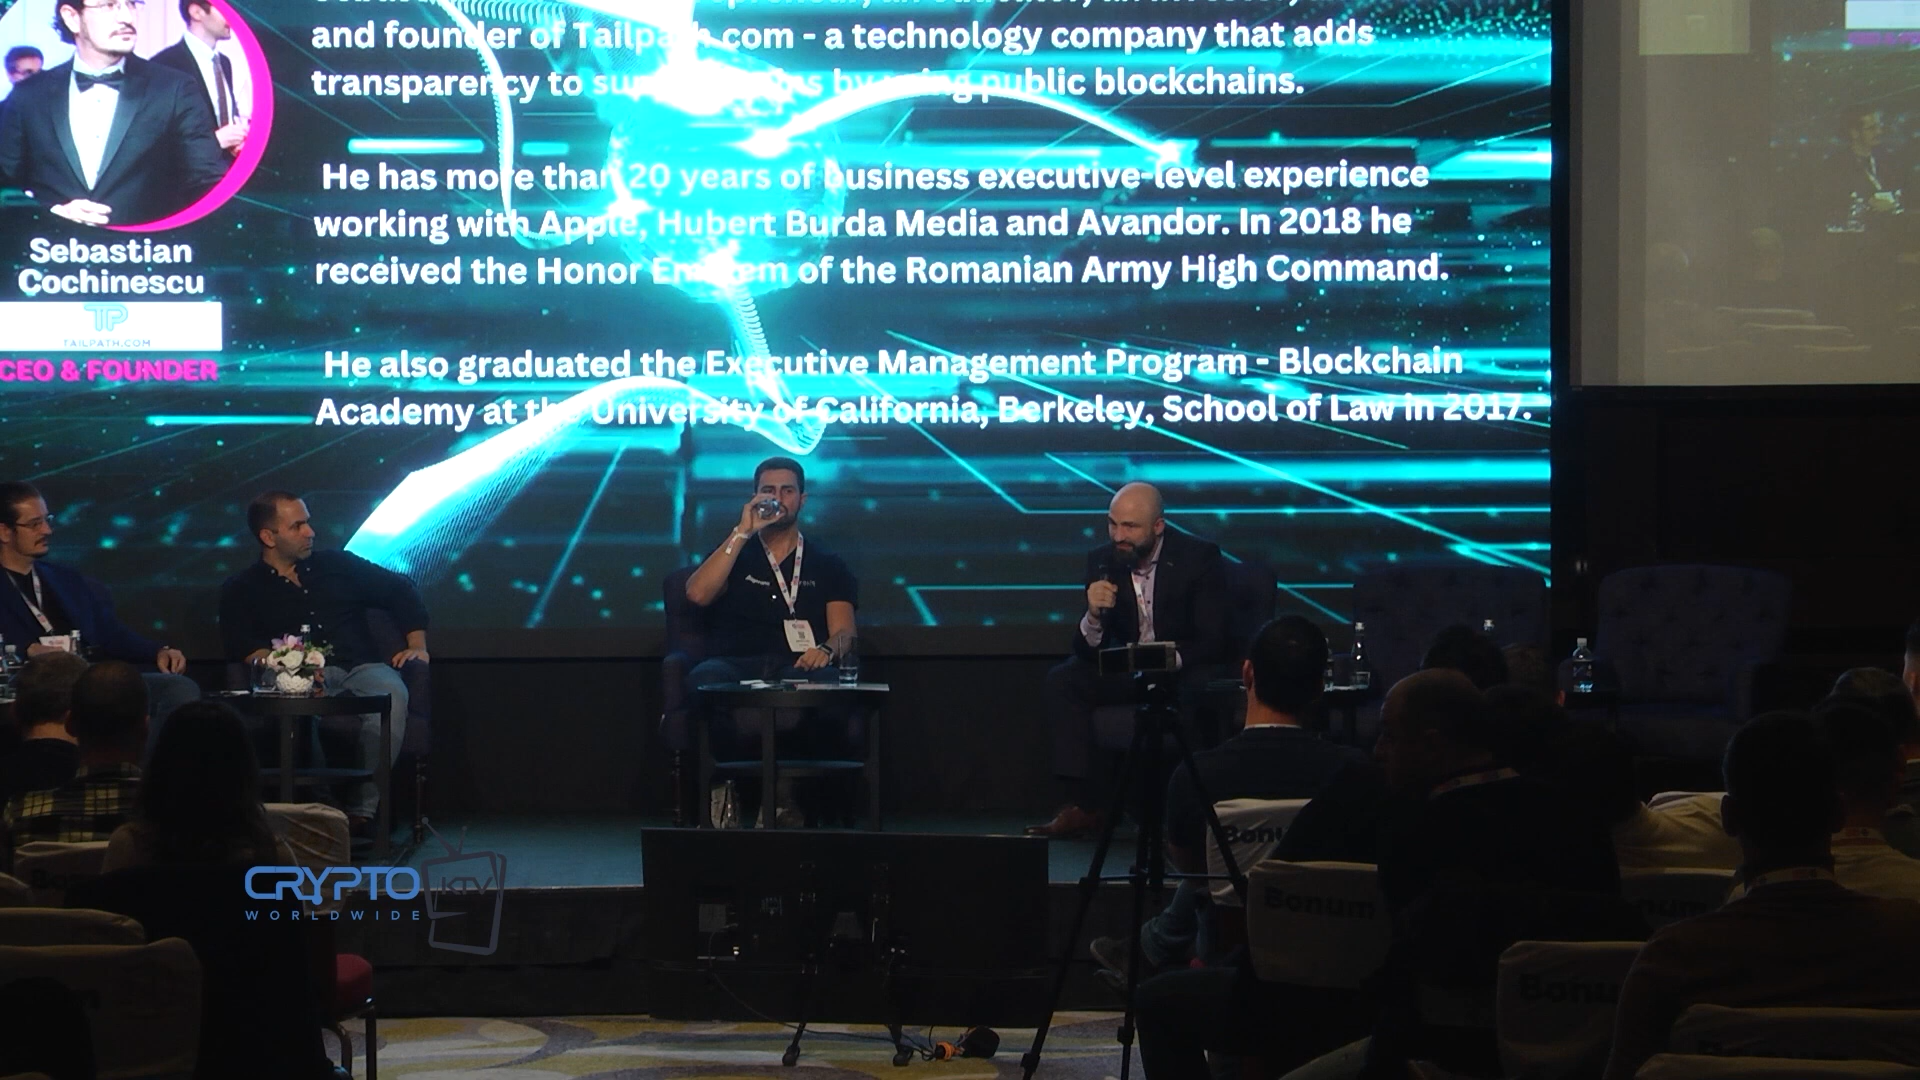 and founder of Tailpath.com - a technology company that adds
transparency to supply chains by using public blockchains.
He has more than 20 years of business executive-level experience
working with Apple, Hubert Burda Media and Avandor. In 2018 he
received the Honor Emblem of the Romanian Army High Command.
He also graduated the Executive Management Program - Blockchain
Academy at the University of California, Berkeley, School of Law in 2017.
Sebastian
Cochinescu
TP
TAILPATH.COM
CEO & FOUNDER
CRYPTO
WORLDWIDE
KTV
Bonum
Bonum